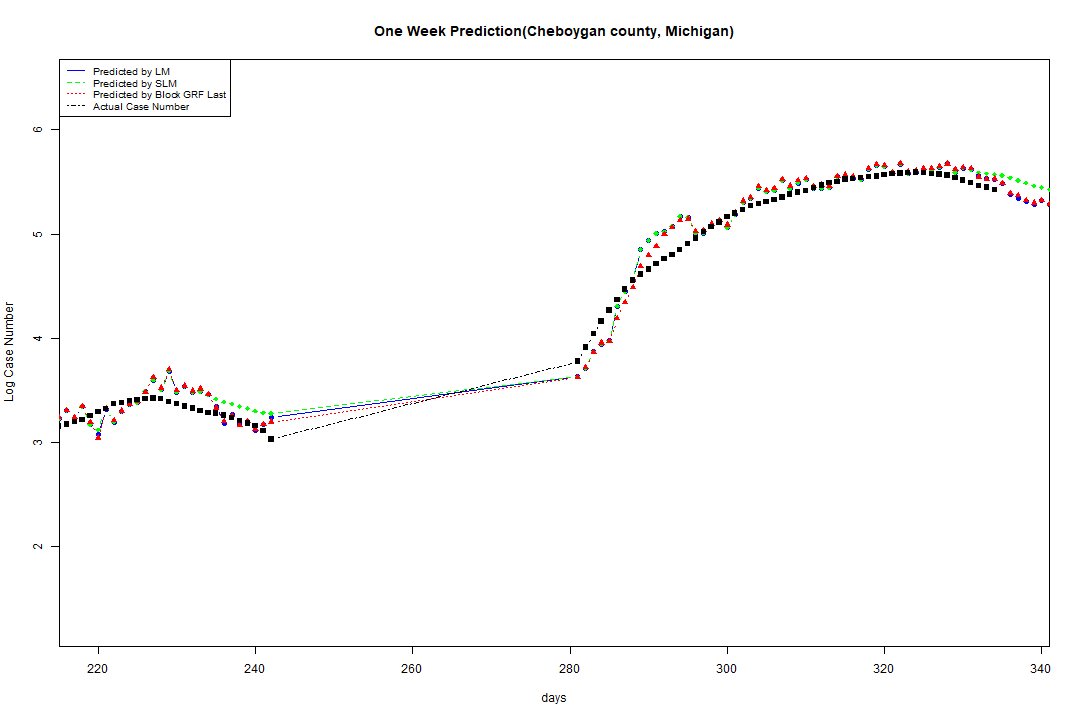 One Week Prediction(Cheboygan county, Michigan)
Predicted by LM
Predicted by SLM
Predicted by Block GRF Last
Actual Case Number
6
5
4
3
2
Log Case Number
220 240 260 280 300 320 340
days